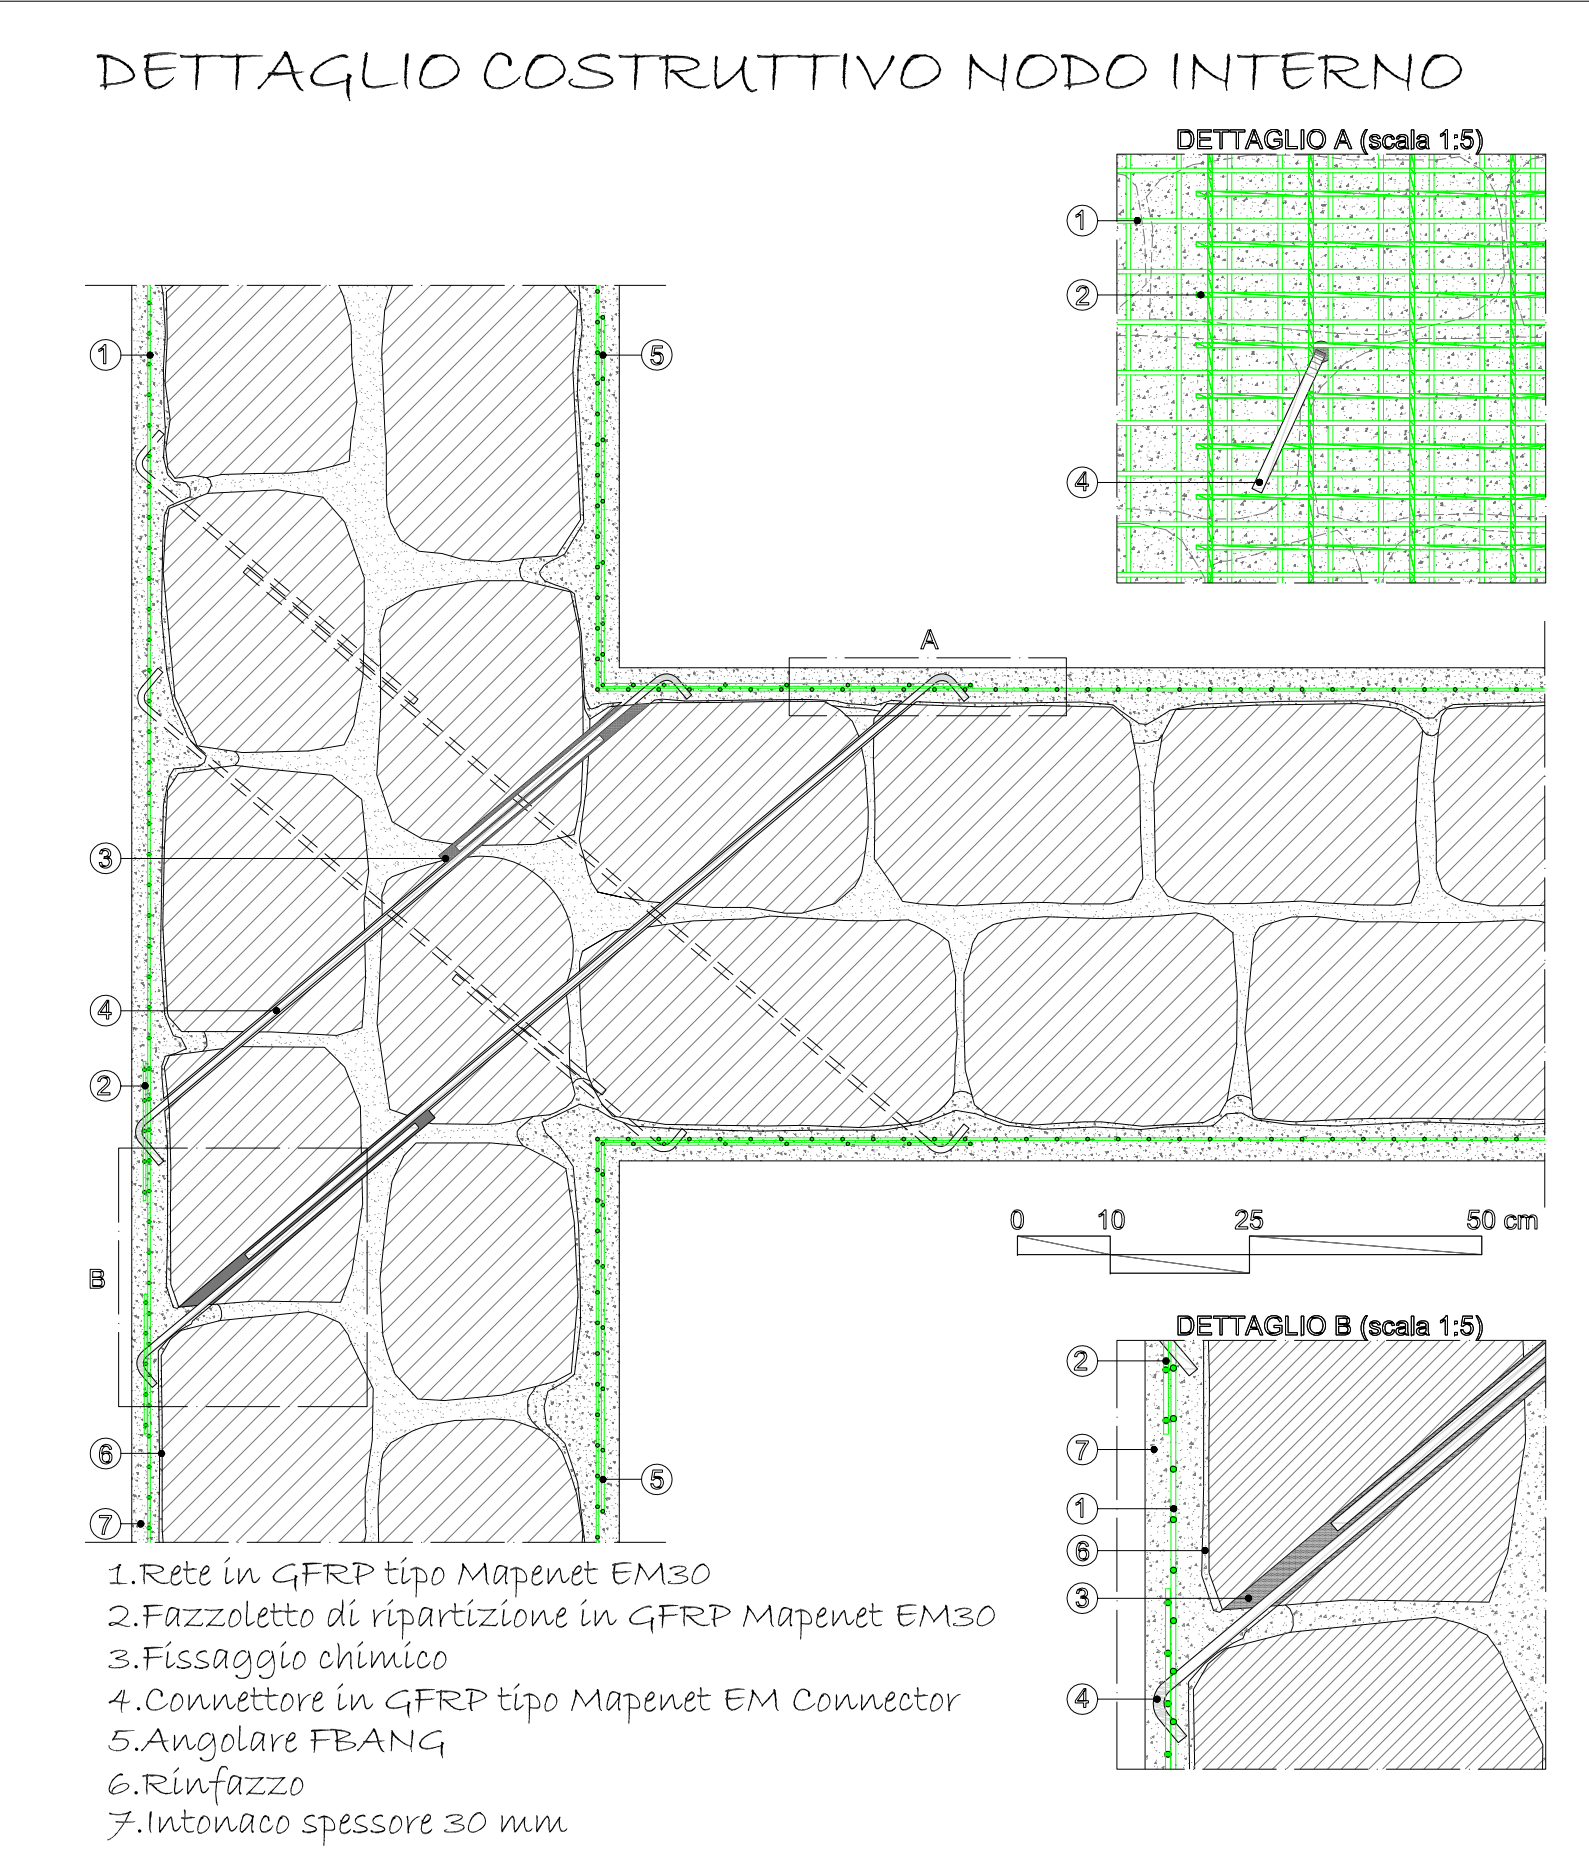 DETTAGLIO COSTRUTTIVO NODO INTERNO
DETTAGLIO A (scala 1:5)
1
2
4
1
5
A
3
4
2
B
6
7
5
0 10 25 50 cm
DETTAGLIO B (scala 1:5)
2
7
1
6
3
4
1.Rete in GFRP tipo Mapenet EM30
2.Fazzoletto di ripartizione in GFRP Mapenet EM30
3.Fissaggio chimico
4.Connettore in GFRP tipo Mapenet EM Connector
5.Angolare FBANG
6.Rinfazzo
7.Intonaco spessore 30 mm